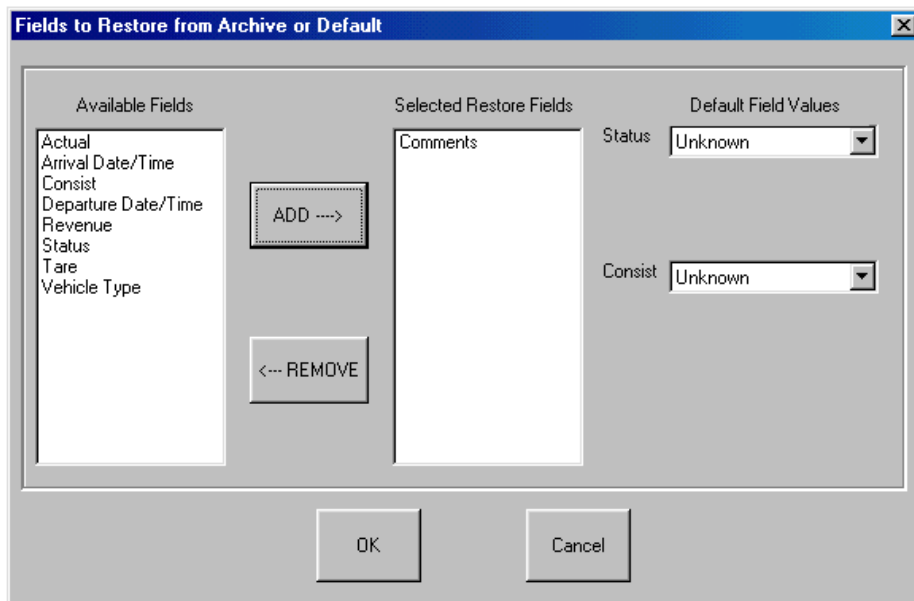 Fields to Restore from Archive or Default
Available Fields
Actual
Arrival Date/Time
Consist
Departure Date/Time
Revenue
Status
Tare
Vehicle Type
ADD ---->
<--- REMOVE
Selected Restore Fields
Comments
Default Field Values
Status Unknown
Consist Unknown
OK
Cancel